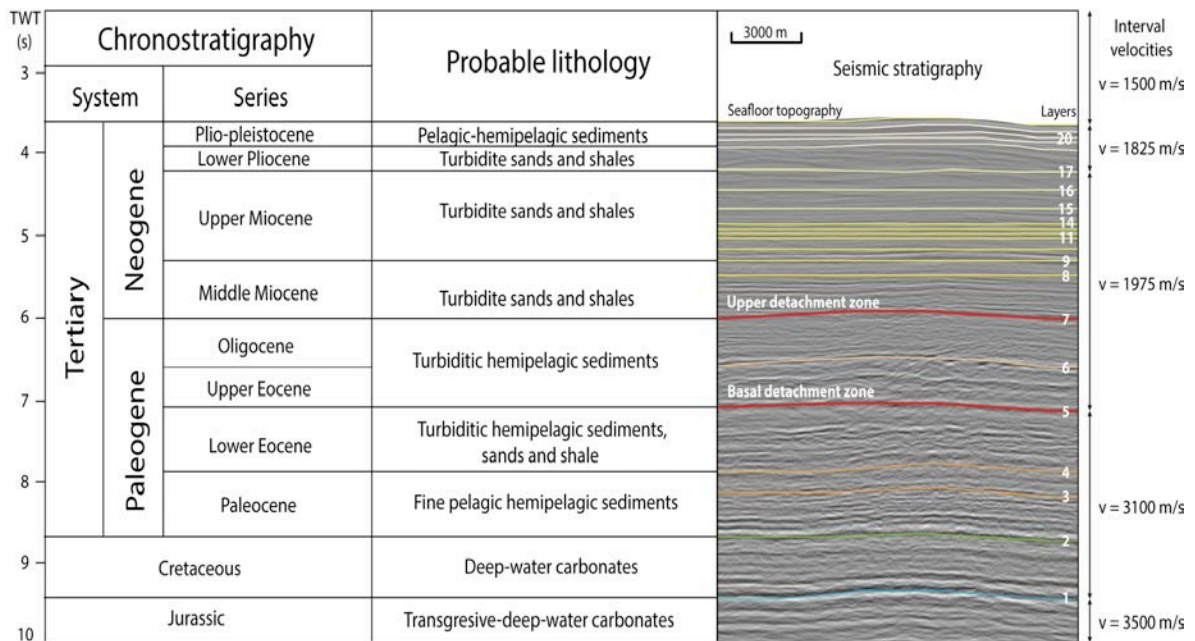 TWT
(s)
Chronostratigraphy
Probable lithology
System
Series
3000 m
Seismic stratigraphy
Seafloor topography
Layers
Interval
velocities
v = 1500 m/s
3
4
5
6
7
8
9
10
Tertiary
Neogene
Paleogene
Plio-pleistocene
Pelagic-hemipelagic sediments
Lower Pliocene
Turbidite sands and shales
Upper Miocene
Turbidite sands and shales
Middle Miocene
Turbidite sands and shales
Oligocene
Turbiditic hemipelagic sediments
Upper Eocene
Lower Eocene
Turbiditic hemipelagic sediments,
sands and shale
Paleocene
Fine pelagic hemipelagic sediments
Cretaceous
Deep-water carbonates
Jurassic
Transgresive-deep-water carbonates
20
17
16
15
14
11
9
8
Upper detachment zone
7
6
Basal detachment zone
5
4
3
2
1
v = 1825 m/s
v = 1975 m/s
v = 3100 m/s
v = 3500 m/s